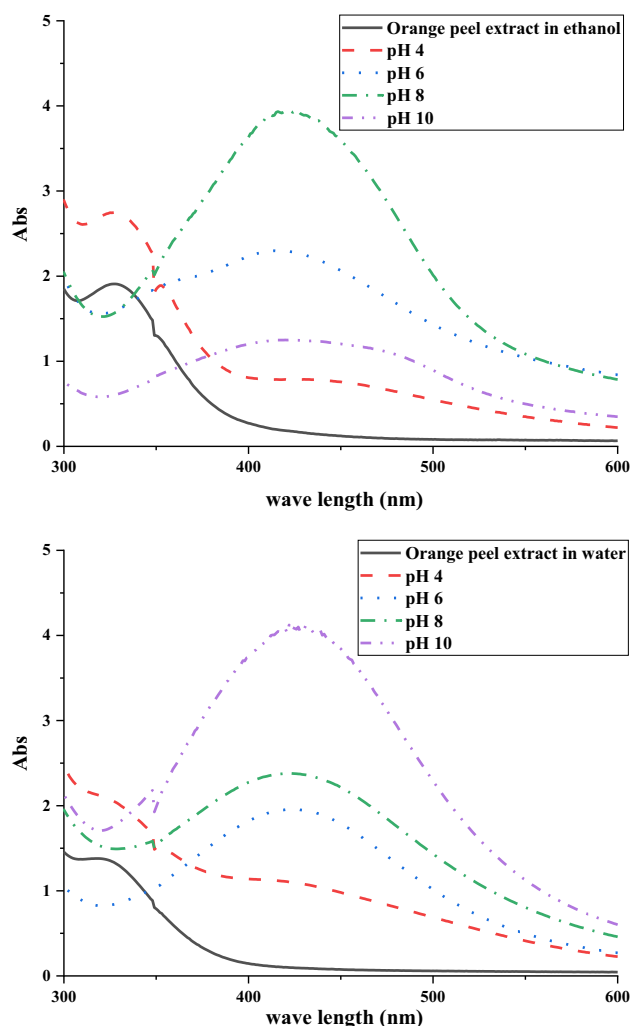 5
4
3
2
1
0
Abs
Orange peel extract in ethanol
pH 4
pH 6
pH 8
pH 10
300
400
500
600
wave length (nm)
5
4
3
2
1
0
Abs
Orange peel extract in water
pH 4
pH 6
pH 8
pH 10
300
400
500
600
wave length (nm)